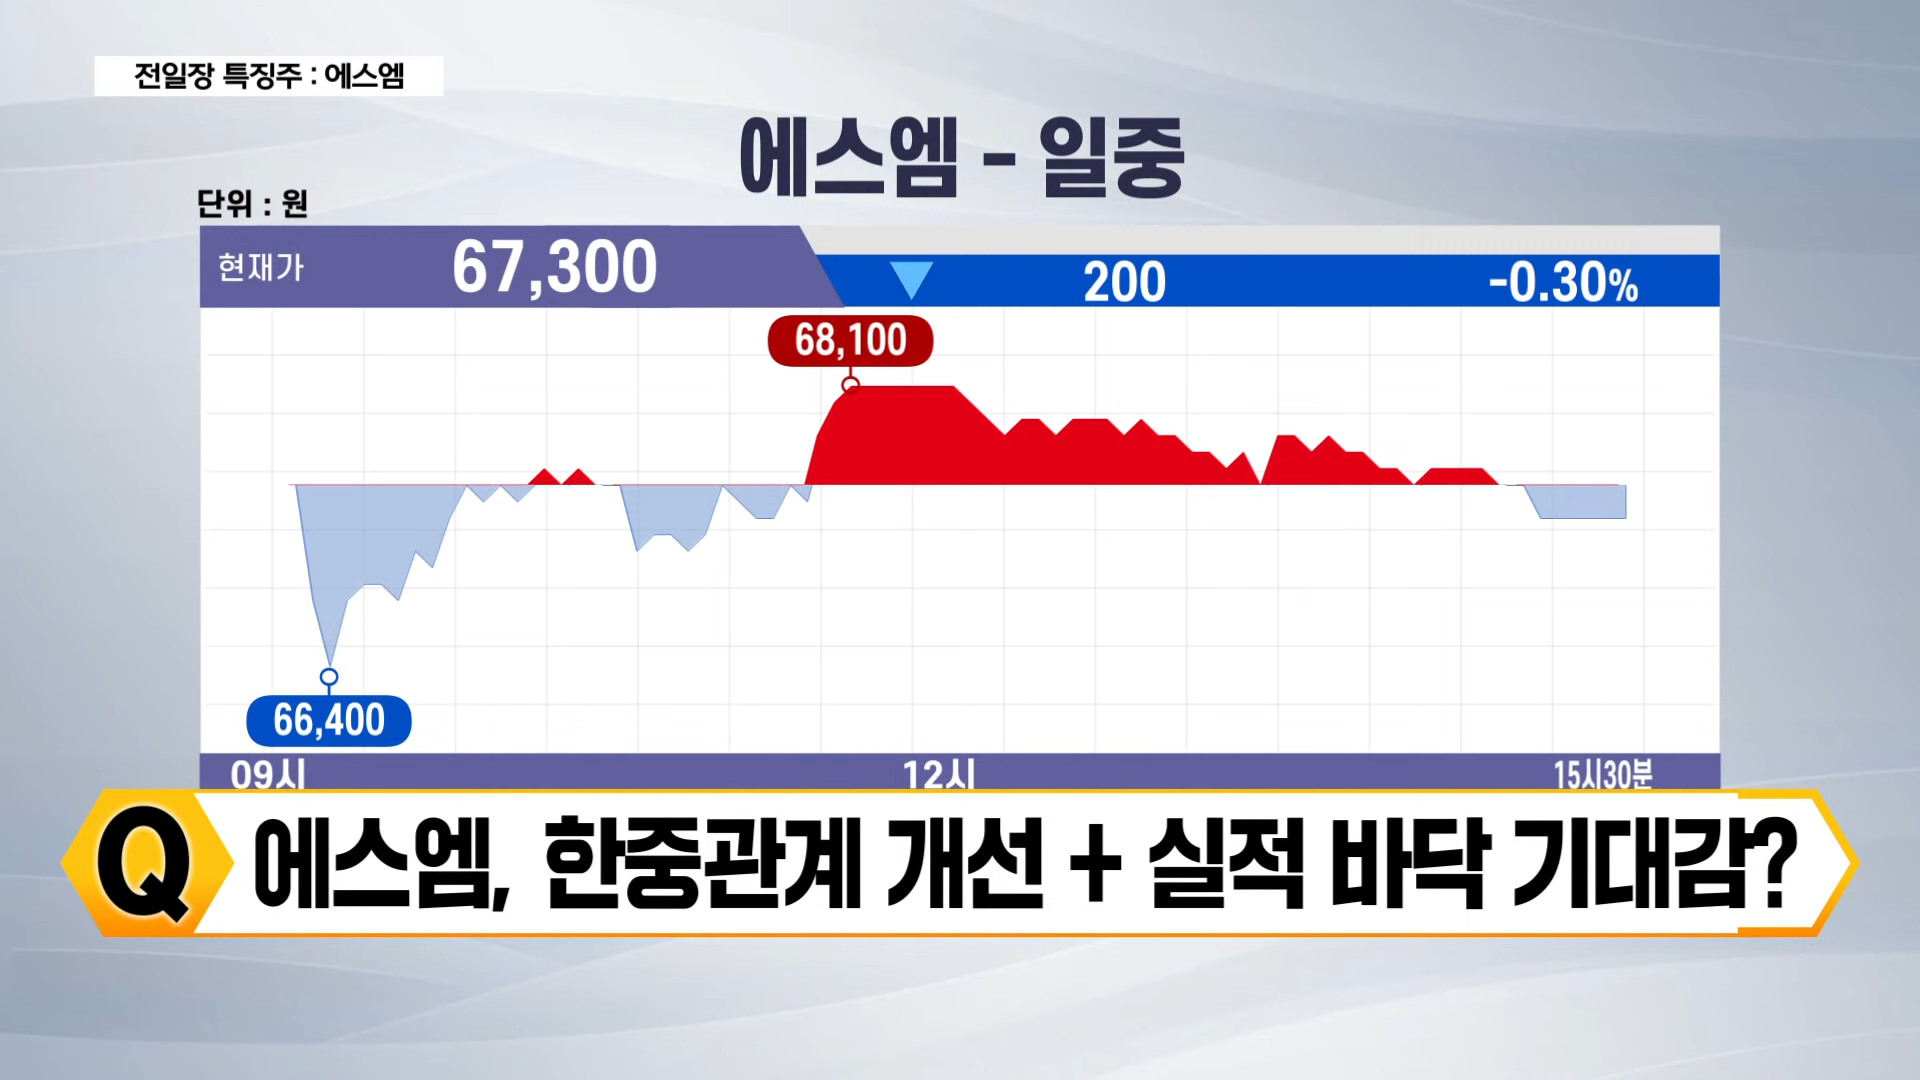 전일장 특징주 : 에스엠
에스엠 - 일중
단위 : 원
현재가 67,300 ▼ 200 -0.30%
68,100
66,400
09시 12시 15시30분
Q 에스엠, 한중관계 개선 + 실적 바닥 기대감?